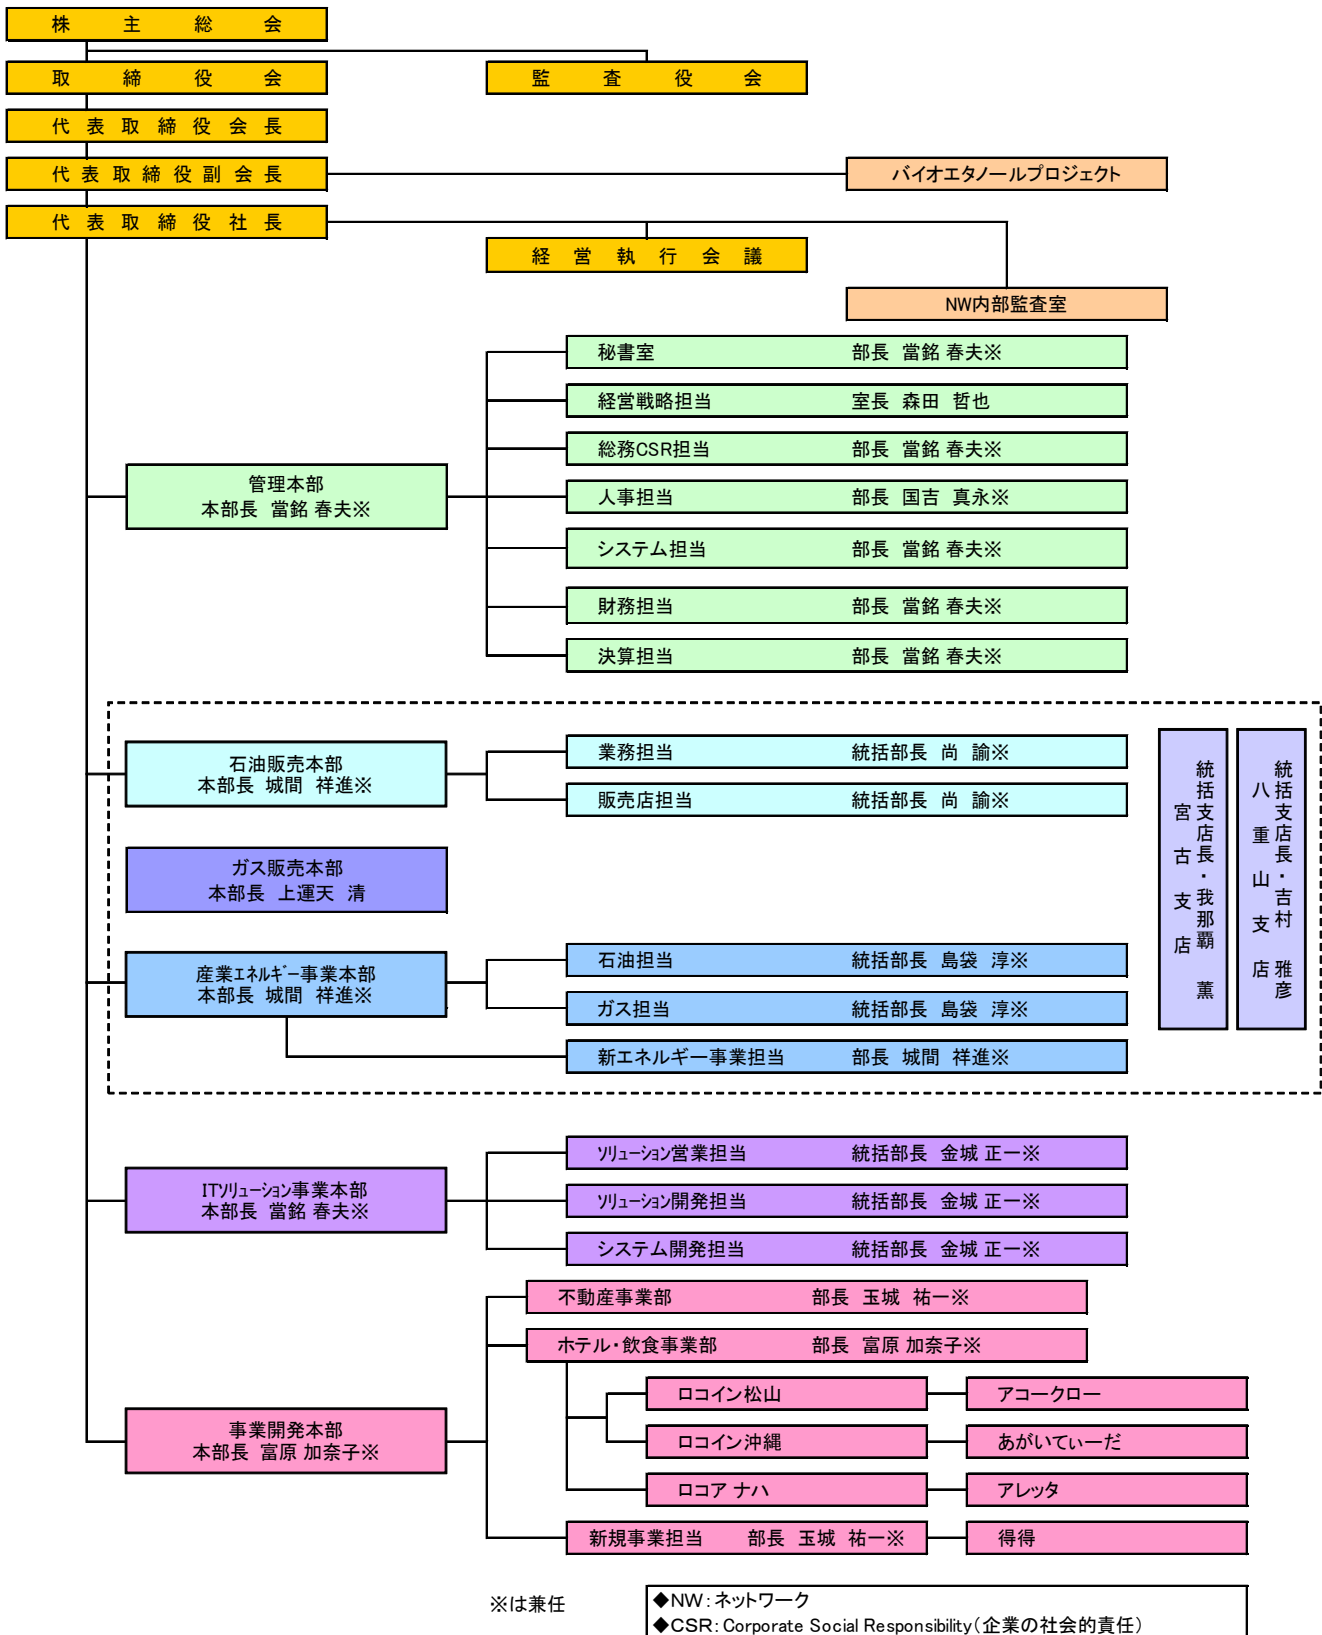 株主総会
取締役会
監査役会
代表取締役会長
代表取締役副会長
バイオエタノールプロジェクト
代表取締役社長
経営執行会議
NW内部監査室
秘書室 部長 當銘 春夫※
経営戦略担当 室長 森田 哲也
総務CSR担当 部長 當銘 春夫※
管理本部
本部長 當銘 春夫※
人事担当 部長 国吉 真永※
システム担当 部長 當銘 春夫※
財務担当 部長 當銘 春夫※
決算担当 部長 當銘 春夫※
石油販売本部
本部長 城間 祥進※
業務担当 統括部長 尚 諭※
販売店担当 統括部長 尚 諭※
ガス販売本部
本部長 上運天 清
産業エネルギー事業本部
本部長 城間 祥進※
石油担当 統括部長 島袋 淳※
ガス担当 統括部長 島袋 淳※
新エネルギー事業担当 部長 城間 祥進※
統括支店長・我那覇 薫
宮古支店
統括支店長・吉村 雅彦
八重山支店
ITソリューション事業本部
本部長 當銘 春夫※
ソリューション営業担当 統括部長 金城 正一※
ソリューション開発担当 統括部長 金城 正一※
システム開発担当 統括部長 金城 正一※
不動産事業部 部長 玉城 祐一※
ホテル・飲食事業部 部長 富原 加奈子※
ロコイン松山 アコークロー
事業開発本部
本部長 富原 加奈子※
ロコイン沖縄 あがいてぃーだ
ロコア ナハ アレッタ
新規事業担当 部長 玉城 祐一※ 得得
※は兼任
◆NW:ネットワーク
◆CSR:Corporate Social Responsibility(企業の社会的責任)